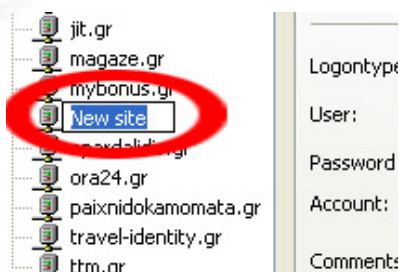 jit.gr
magaze.gr
mybonus.gr
New site
ora24.gr
paixnidokamomata.gr
travel-identity.gr
ttm.gr
Logontype
User:
Password
Account:
Comments